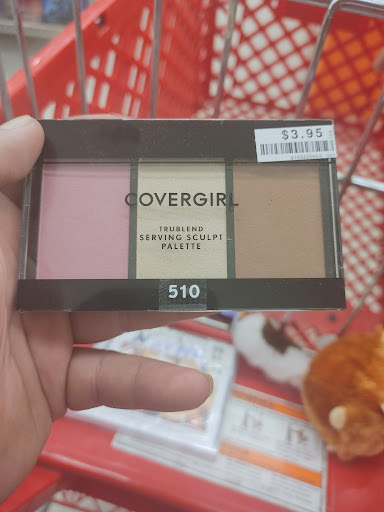 $3.95
COVERGIRL
TRUBLEND
SERVING SCULPT
PALETTE
510